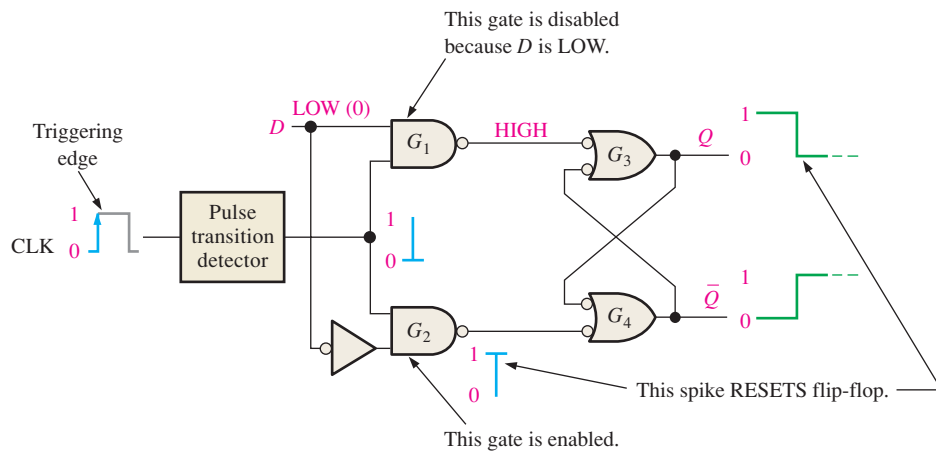 This gate is disabled
because D is LOW.
LOW (0)
D
Triggering
edge
G1
HIGH
G3
Q
1
0
1
0
CLK
Pulse
transition
detector
1
0
G2
G4
Q̄
1
0
1
0
This spike RESETS flip-flop.
This gate is enabled.